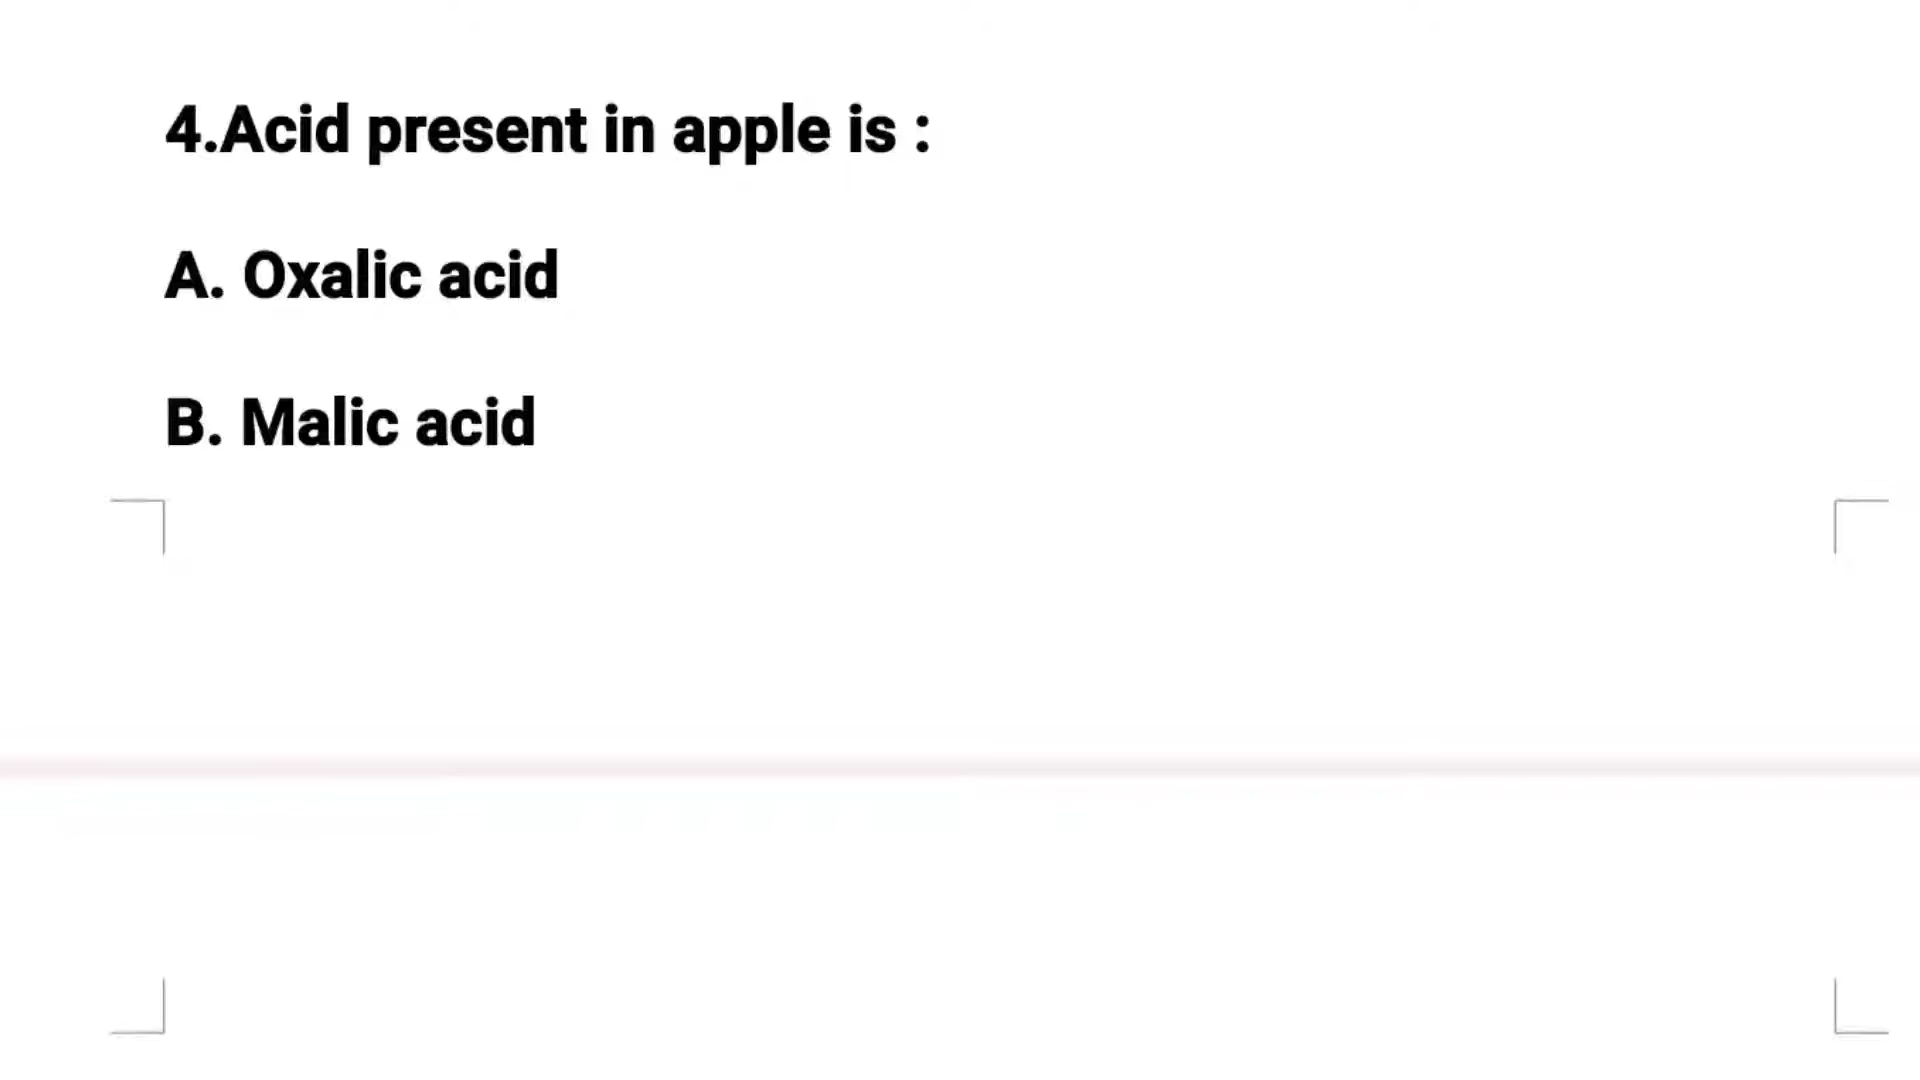 4.Acid present in apple is :
A. Oxalic acid
B. Malic acid